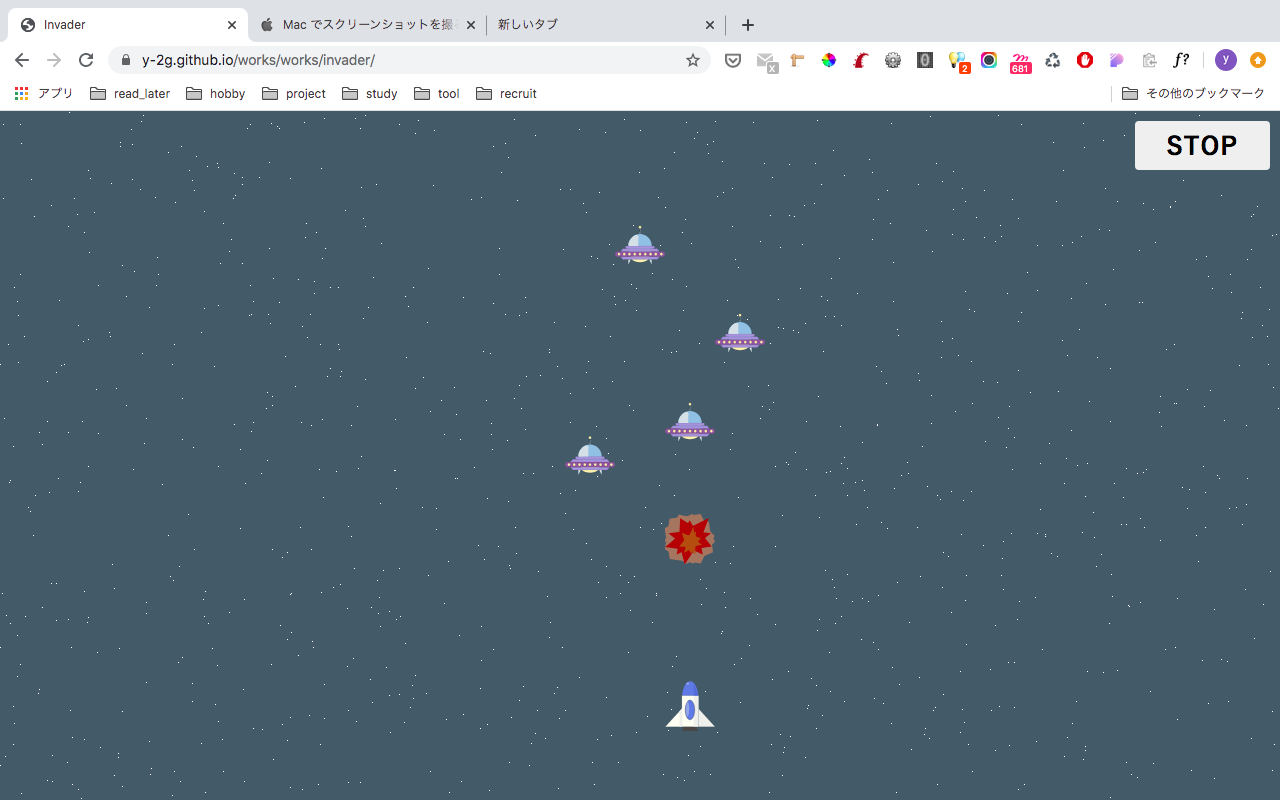 Invader
Mac でスクリーンショットを撮る
新しいタブ
y-2g.github.io/works/works/invader/
X
2
681
f?
y
アプリ
read_later
hobby
project
study
tool
recruit
その他のブックマーク
STOP